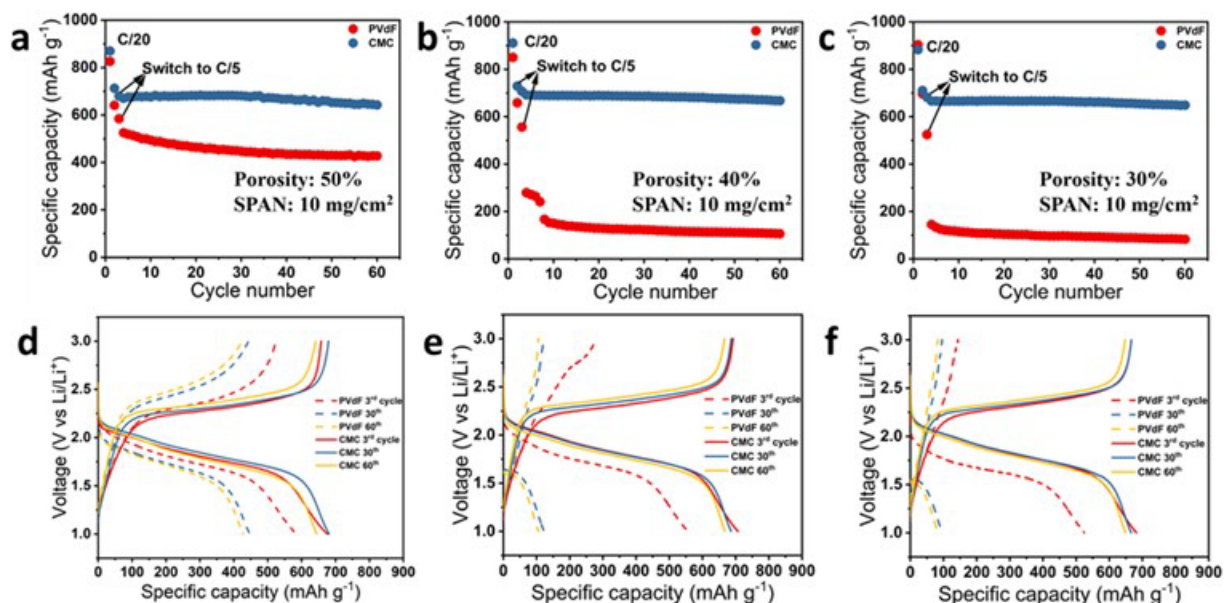 a
1000
800
600
400
200
0
Specific capacity (mAh g⁻¹)
0 10 20 30 40 50 60
Cycle number
PVdF
CMC
C/20
Switch to C/5
Porosity: 50%
SPAN: 10 mg/cm²
b
1000
800
600
400
200
0
Specific capacity (mAh g⁻¹)
0 10 20 30 40 50 60
Cycle number
PVdF
CMC
C/20
Switch to C/5
Porosity: 40%
SPAN: 10 mg/cm²
c
1000
800
600
400
200
0
Specific capacity (mAh g⁻¹)
0 10 20 30 40 50 60
Cycle number
PVdF
CMC
C/20
Switch to C/5
Porosity: 30%
SPAN: 10 mg/cm²
d
3.0
2.5
2.0
1.5
1.0
Voltage (V vs Li/Li⁺)
0 100 200 300 400 500 600 700 800 900
Specific capacity (mAh g⁻¹)
PVdF 3ʳᵈ cycle
PVdF 30ᵗʰ
PVdF 60ᵗʰ
CMC 3ʳᵈ cycle
CMC 30ᵗʰ
CMC 60ᵗʰ
e
3.0
2.5
2.0
1.5
1.0
Voltage (V vs Li/Li⁺)
0 100 200 300 400 500 600 700 800 900
Specific capacity (mAh g⁻¹)
PVdF 3ʳᵈ cycle
PVdF 30ᵗʰ
PVdF 60ᵗʰ
CMC 3ʳᵈ cycle
CMC 30ᵗʰ
CMC 60ᵗʰ
f
3.0
2.5
2.0
1.5
1.0
Voltage (V vs Li/Li⁺)
0 100 200 300 400 500 600 700 800 900
Specific capacity (mAh g⁻¹)
PVdF 3ʳᵈ cycle
PVdF 30ᵗʰ
PVdF 60ᵗʰ
CMC 3ʳᵈ cycle
CMC 30ᵗʰ
CMC 60ᵗʰ